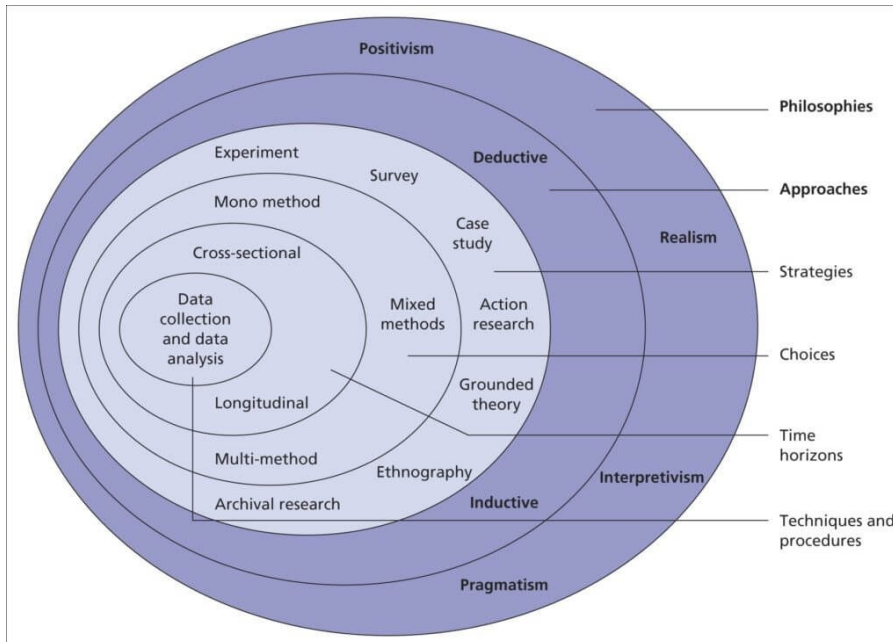 Positivism
Philosophies
Experiment
Deductive
Survey
Approaches
Mono method
Case
study
Realism
Cross-sectional
Strategies
Data
collection
and data
analysis
Mixed
methods
Action
research
Choices
Grounded
theory
Longitudinal
Time
horizons
Multi-method
Ethnography
Interpretivism
Archival research
Inductive
Techniques and
procedures
Pragmatism